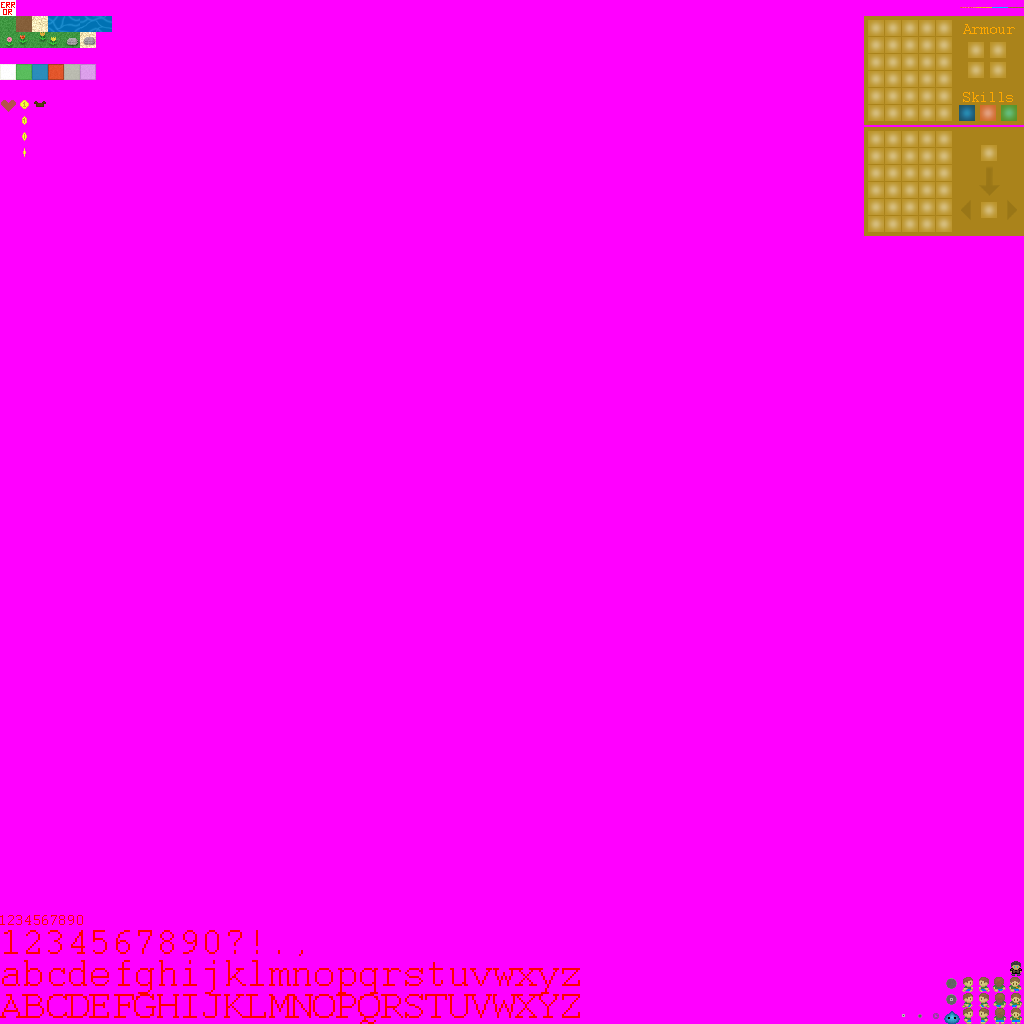 ERR
OR
Armour
Skills
1234567890
1234567890?!.,
abcdefghijklmnopqrstuvwxyz
ABCDEFGHIJKLMNOPQRSTUVWXYZ